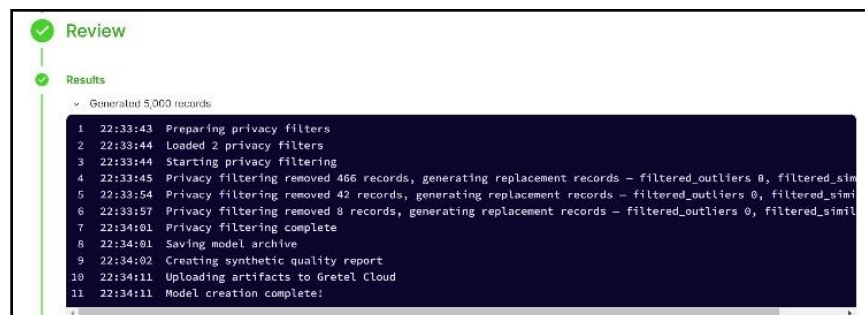 Review
Results
Generated 5,000 records
1 22:33:43 Preparing privacy filters
2 22:33:44 Loaded 2 privacy filters
3 22:33:44 Starting privacy filtering
4 22:33:45 Privacy filtering removed 466 records, generating replacement records — filtered_outliers 0, filtered_sim
5 22:33:54 Privacy filtering removed 42 records, generating replacement records — filtered_outliers 0, filtered_simi
6 22:33:57 Privacy filtering removed 8 records, generating replacement records — filtered_outliers 0, filtered_simil
7 22:34:01 Privacy filtering complete
8 22:34:01 Saving model archive
9 22:34:02 Creating synthetic quality report
10 22:34:11 Uploading artifacts to Gretel Cloud
11 22:34:11 Model creation complete!